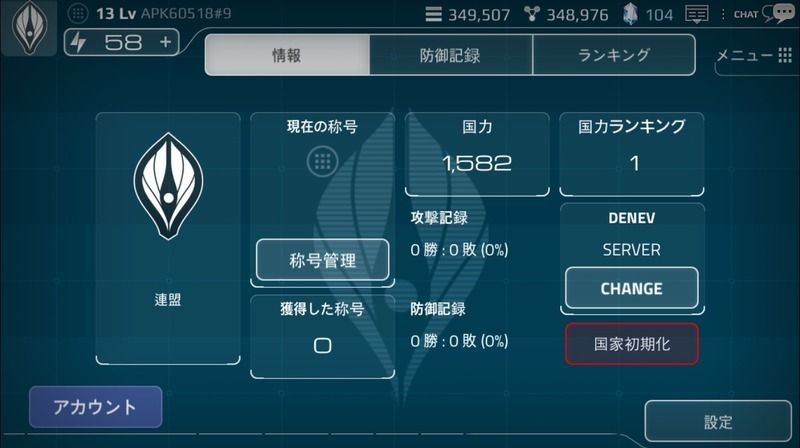 13 Lv APK60518#9
349,507
348,976
104
CHAT
58 +
情報
防御記録
ランキング
メニュー
連盟
現在の称号
称号管理
獲得した称号
0
国力
1,582
国力ランキング
1
攻撃記録
0 勝 : 0 敗 (0%)
防御記録
0 勝 : 0 敗 (0%)
DENEV
SERVER
CHANGE
国家初期化
アカウント
設定